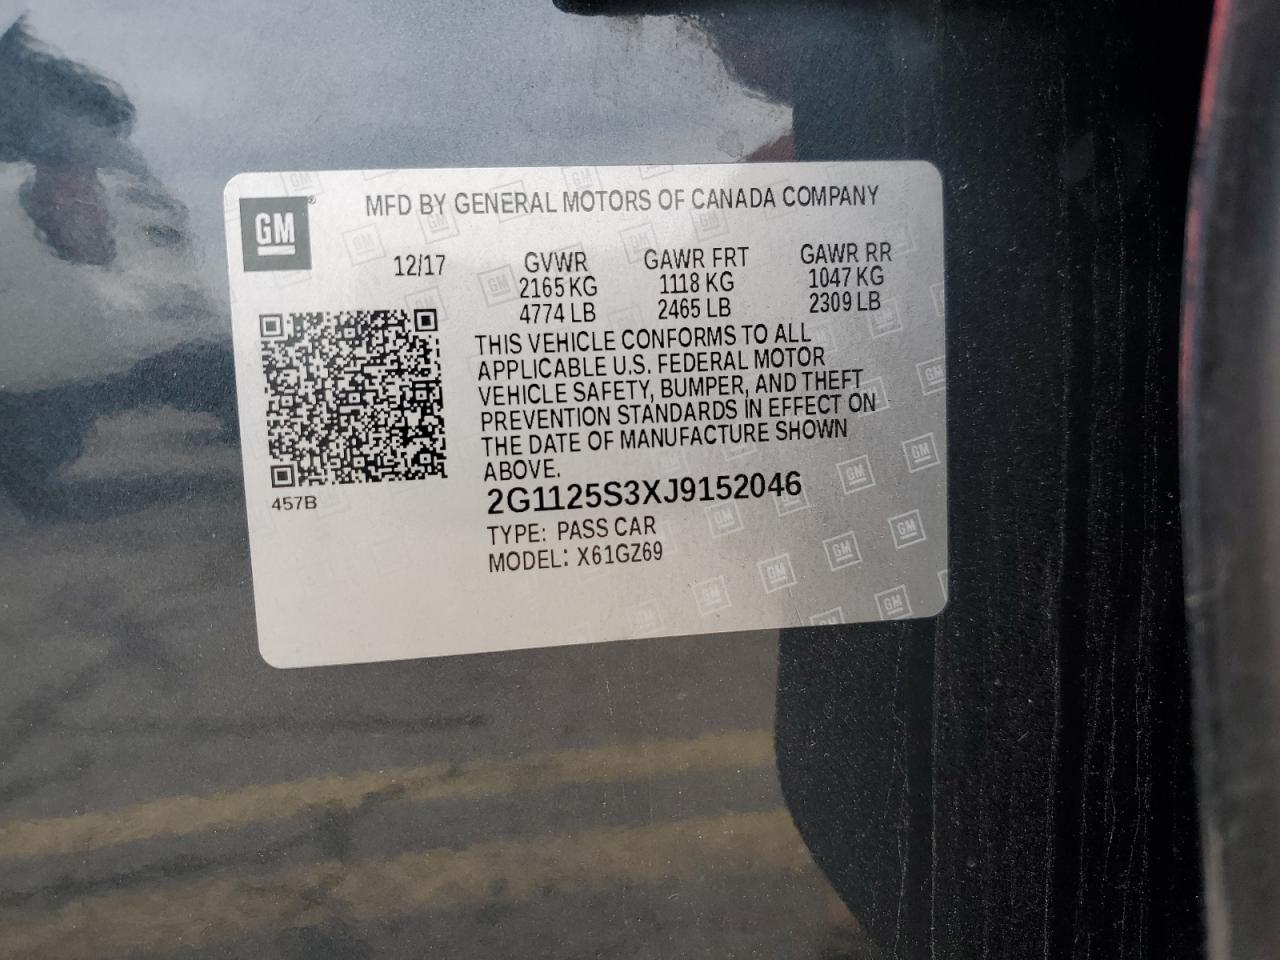 GM
MFD BY GENERAL MOTORS OF CANADA COMPANY
12/17
GVWR
2165 KG
4774 LB
GAWR FRT
1118 KG
2465 LB
GAWR RR
1047 KG
2309 LB
THIS VEHICLE CONFORMS TO ALL
APPLICABLE U.S. FEDERAL MOTOR
VEHICLE SAFETY, BUMPER, AND THEFT
PREVENTION STANDARDS IN EFFECT ON
THE DATE OF MANUFACTURE SHOWN
ABOVE.
2G1125S3XJ9152046
TYPE: PASS CAR
MODEL: X61GZ69
457B